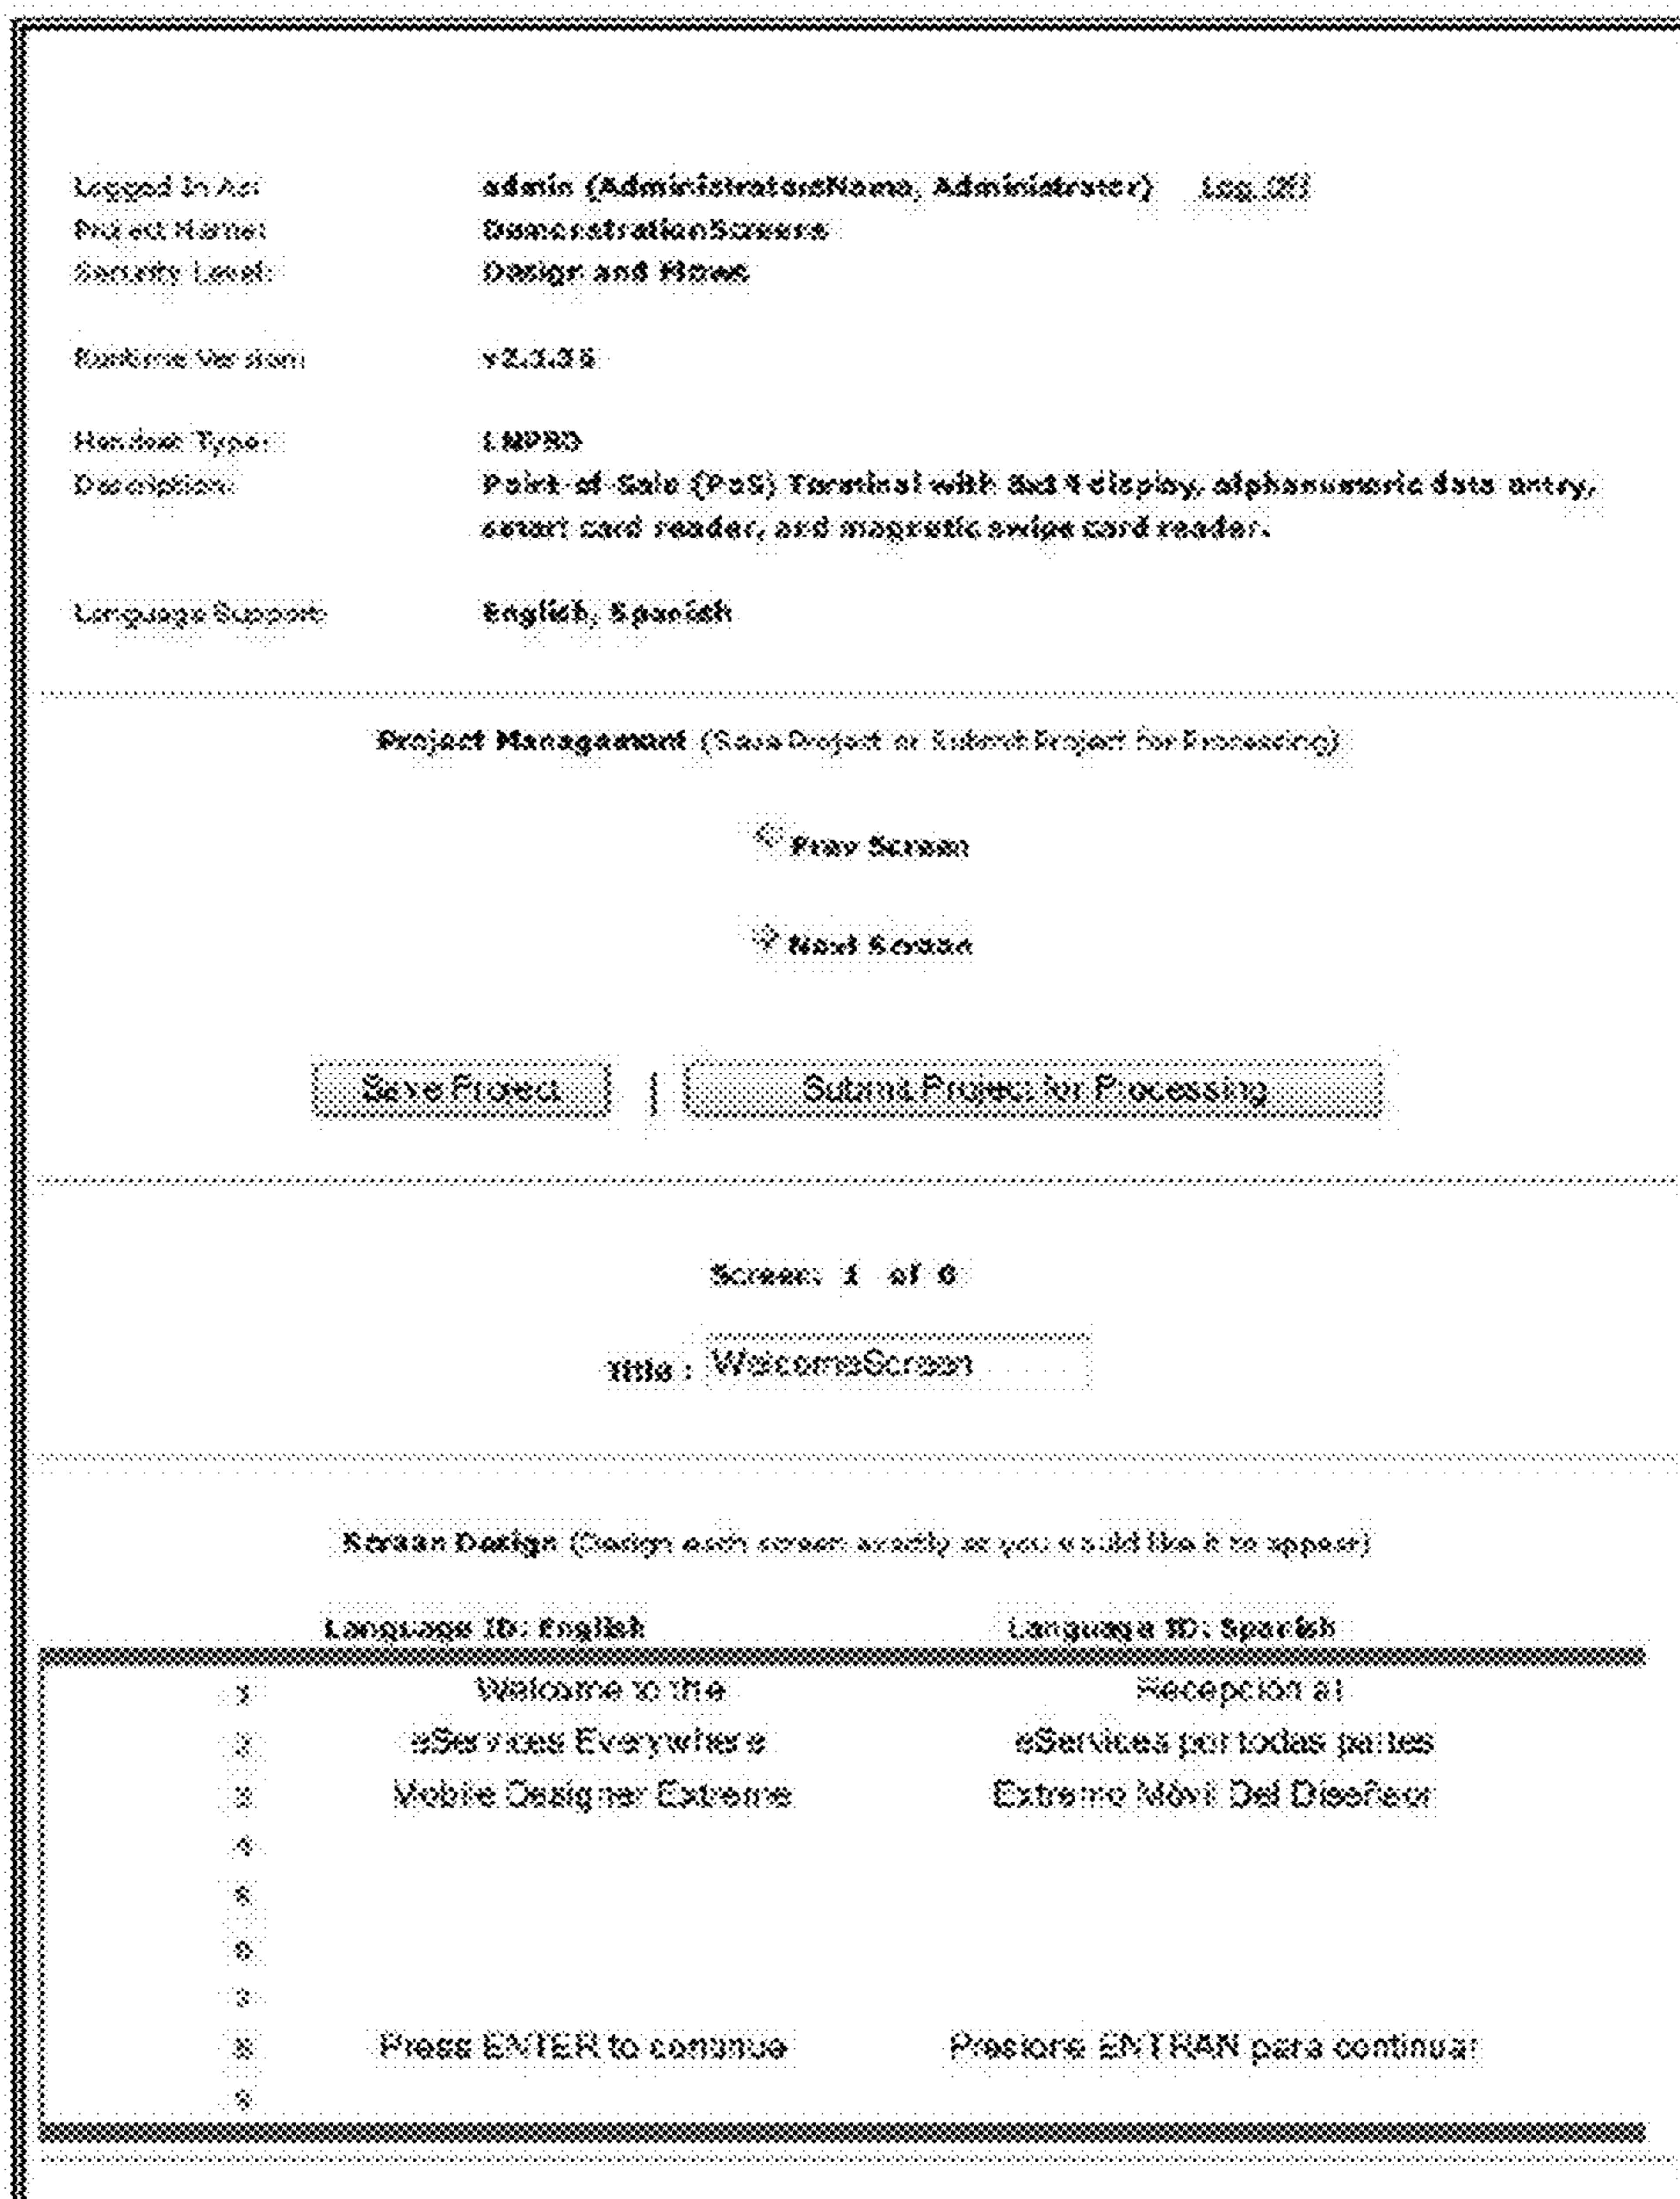 Logged In As: admin (AdministratorsName, Administrator) Log Off
Project Name: DemonstrationScreens
Security Level: Design and Flows
Runtime Version:
Handset Type:
Description: Point-of-Sale (PoS) Terminal with display, alphanumeric data entry,
smart card reader, and magnetic swipe card reader.
Language Support: English, Spanish
Project Management (Save Project or Submit Project for Processing)
Prev Screen
Next Screen
Save Project | Submit Project for Processing
Screen: 1 of 6
Title : WelcomeScreen
Screen Design (Design each screen exactly as you would like it to appear)
Language ID: English Language ID: Spanish
1 Welcome to the Recepción al
2 eServices Everywhere eServices por todas partes
3 Mobile Designer Extreme Extremo Móvil Del Diseñador
4
5
6
7
8 Press ENTER to continue Presione ENTRAN para continuar
9